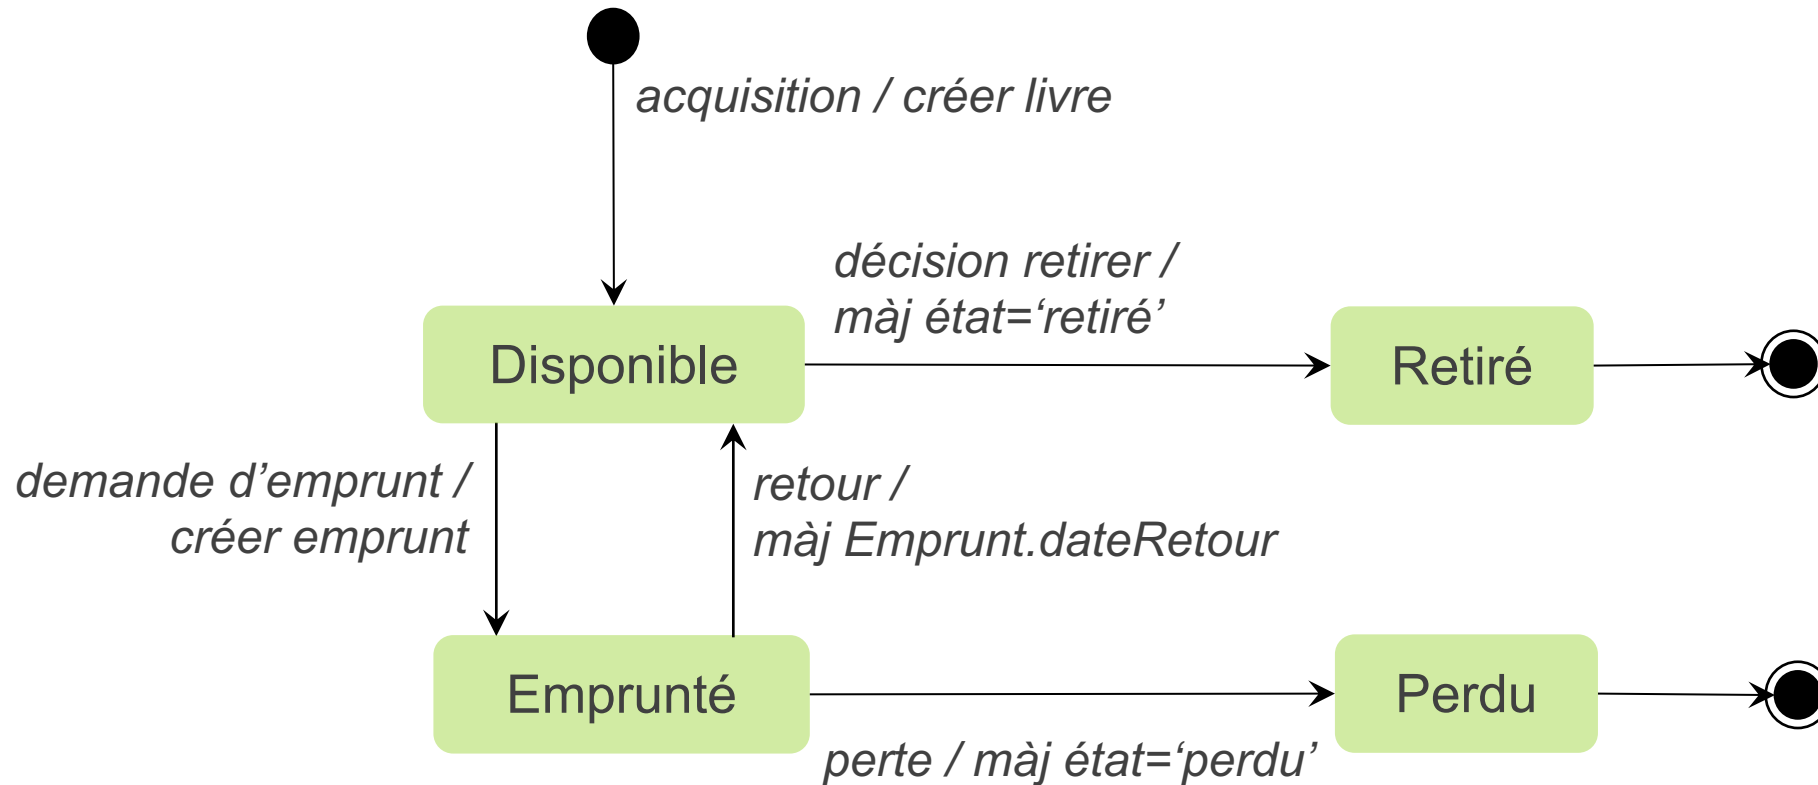 acquisition / créer livre
décision retirer /
màj état=‘retiré’
Disponible
Retiré
demande d’emprunt /
créer emprunt
retour /
màj Emprunt.dateRetour
Emprunté
Perdu
perte / màj état=‘perdu’